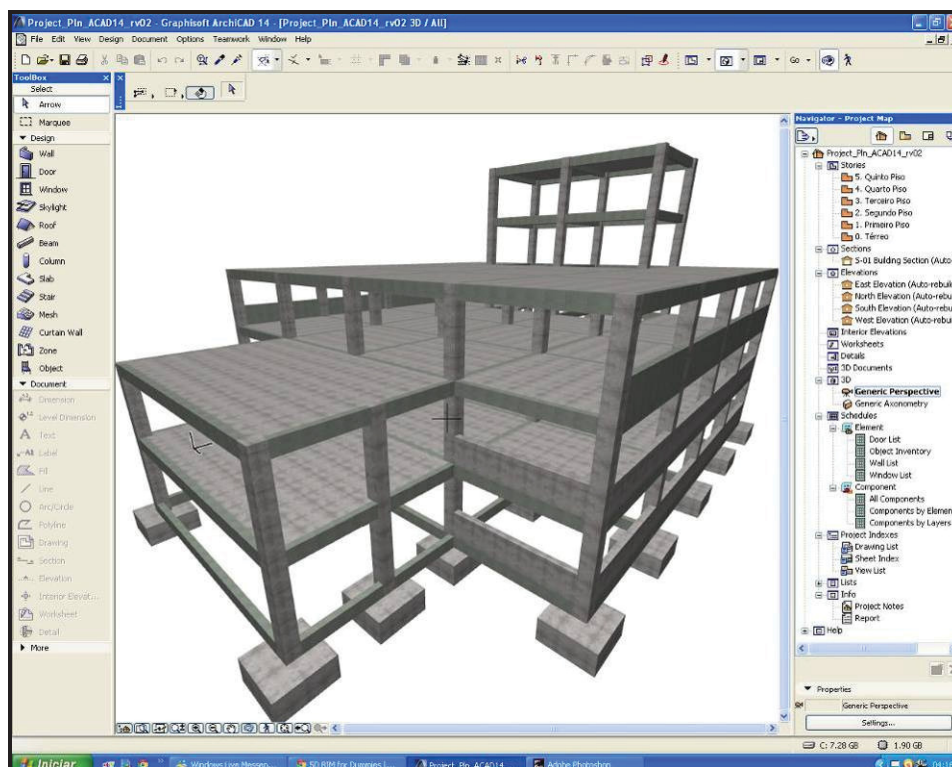 Project_Pln_ACAD14_rv02 - Graphisoft ArchiCAD 14 - [Project_Pln_ACAD14_rv02 3D / All]
File Edit View Design Document Options Teamwork Window Help
Go
ToolBox
Select
Arrow
Marquee
Design
Wall
Door
Window
Skylight
Roof
Beam
Column
Slab
Stair
Mesh
Curtain Wall
Zone
Object
Document
Dimension
Level Dimension
Text
Label
Fill
Line
Arc/Circle
Polyline
Drawing
Section
Elevation
Interior Elevat...
Worksheet
Detail
More
Navigator - Project Map
Project_Pln_ACAD14_rv02
Stories
5. Quinto Piso
4. Quarto Piso
3. Terceiro Piso
2. Segundo Piso
1. Primeiro Piso
0. Térreo
Sections
S-01 Building Section (Auto-
Elevations
East Elevation (Auto-rebuil
North Elevation (Auto-rebu
South Elevation (Auto-rebu
West Elevation (Auto-rebui
Interior Elevations
Worksheets
Details
3D Documents
3D
Generic Perspective
Generic Axonometry
Schedules
Element
Door List
Object Inventory
Wall List
Window List
Component
All Components
Components by Elemen
Components by Layers
Project Indexes
Drawing List
Sheet Index
View List
Lists
Info
Project Notes
Report
Help
Properties
Generic Perspective
Settings...
C: 7.28 GB 1.90 GB
Iniciar
Windows Live Messen...
5D BIM for Dummies
Project_Pln_ACAD14
Adobe Photoshop